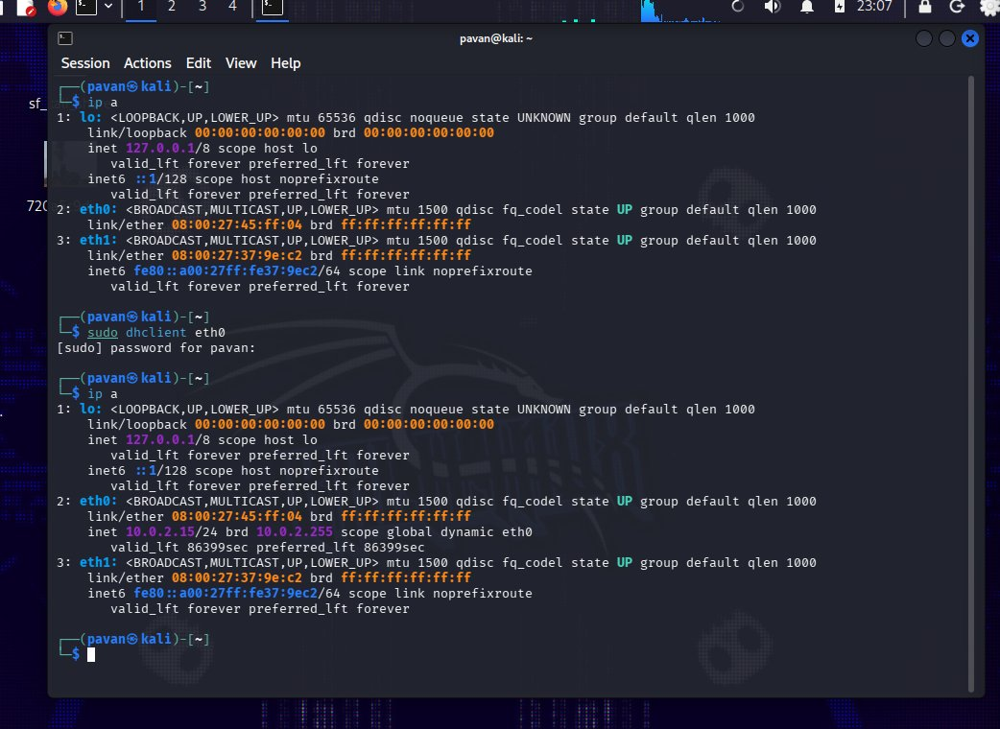 1 2 3 4 23:07
pavan@kali: ~
Session Actions Edit View Help
sf_
720
┌──(pavan㉿kali)-[~]
└─$ ip a
1: lo: <LOOPBACK,UP,LOWER_UP> mtu 65536 qdisc noqueue state UNKNOWN group default qlen 1000
link/loopback 00:00:00:00:00:00 brd 00:00:00:00:00:00
inet 127.0.0.1/8 scope host lo
valid_lft forever preferred_lft forever
inet6 ::1/128 scope host noprefixroute
valid_lft forever preferred_lft forever
2: eth0: <BROADCAST,MULTICAST,UP,LOWER_UP> mtu 1500 qdisc fq_codel state UP group default qlen 1000
link/ether 08:00:27:45:ff:04 brd ff:ff:ff:ff:ff:ff
3: eth1: <BROADCAST,MULTICAST,UP,LOWER_UP> mtu 1500 qdisc fq_codel state UP group default qlen 1000
link/ether 08:00:27:37:9e:c2 brd ff:ff:ff:ff:ff:ff
inet6 fe80::a00:27ff:fe37:9ec2/64 scope link noprefixroute
valid_lft forever preferred_lft forever
┌──(pavan㉿kali)-[~]
└─$ sudo dhclient eth0
[sudo] password for pavan:
┌──(pavan㉿kali)-[~]
└─$ ip a
1: lo: <LOOPBACK,UP,LOWER_UP> mtu 65536 qdisc noqueue state UNKNOWN group default qlen 1000
link/loopback 00:00:00:00:00:00 brd 00:00:00:00:00:00
inet 127.0.0.1/8 scope host lo
valid_lft forever preferred_lft forever
inet6 ::1/128 scope host noprefixroute
valid_lft forever preferred_lft forever
2: eth0: <BROADCAST,MULTICAST,UP,LOWER_UP> mtu 1500 qdisc fq_codel state UP group default qlen 1000
link/ether 08:00:27:45:ff:04 brd ff:ff:ff:ff:ff:ff
inet 10.0.2.15/24 brd 10.0.2.255 scope global dynamic eth0
valid_lft 86399sec preferred_lft 86399sec
3: eth1: <BROADCAST,MULTICAST,UP,LOWER_UP> mtu 1500 qdisc fq_codel state UP group default qlen 1000
link/ether 08:00:27:37:9e:c2 brd ff:ff:ff:ff:ff:ff
inet6 fe80::a00:27ff:fe37:9ec2/64 scope link noprefixroute
valid_lft forever preferred_lft forever
┌──(pavan㉿kali)-[~]
└─$